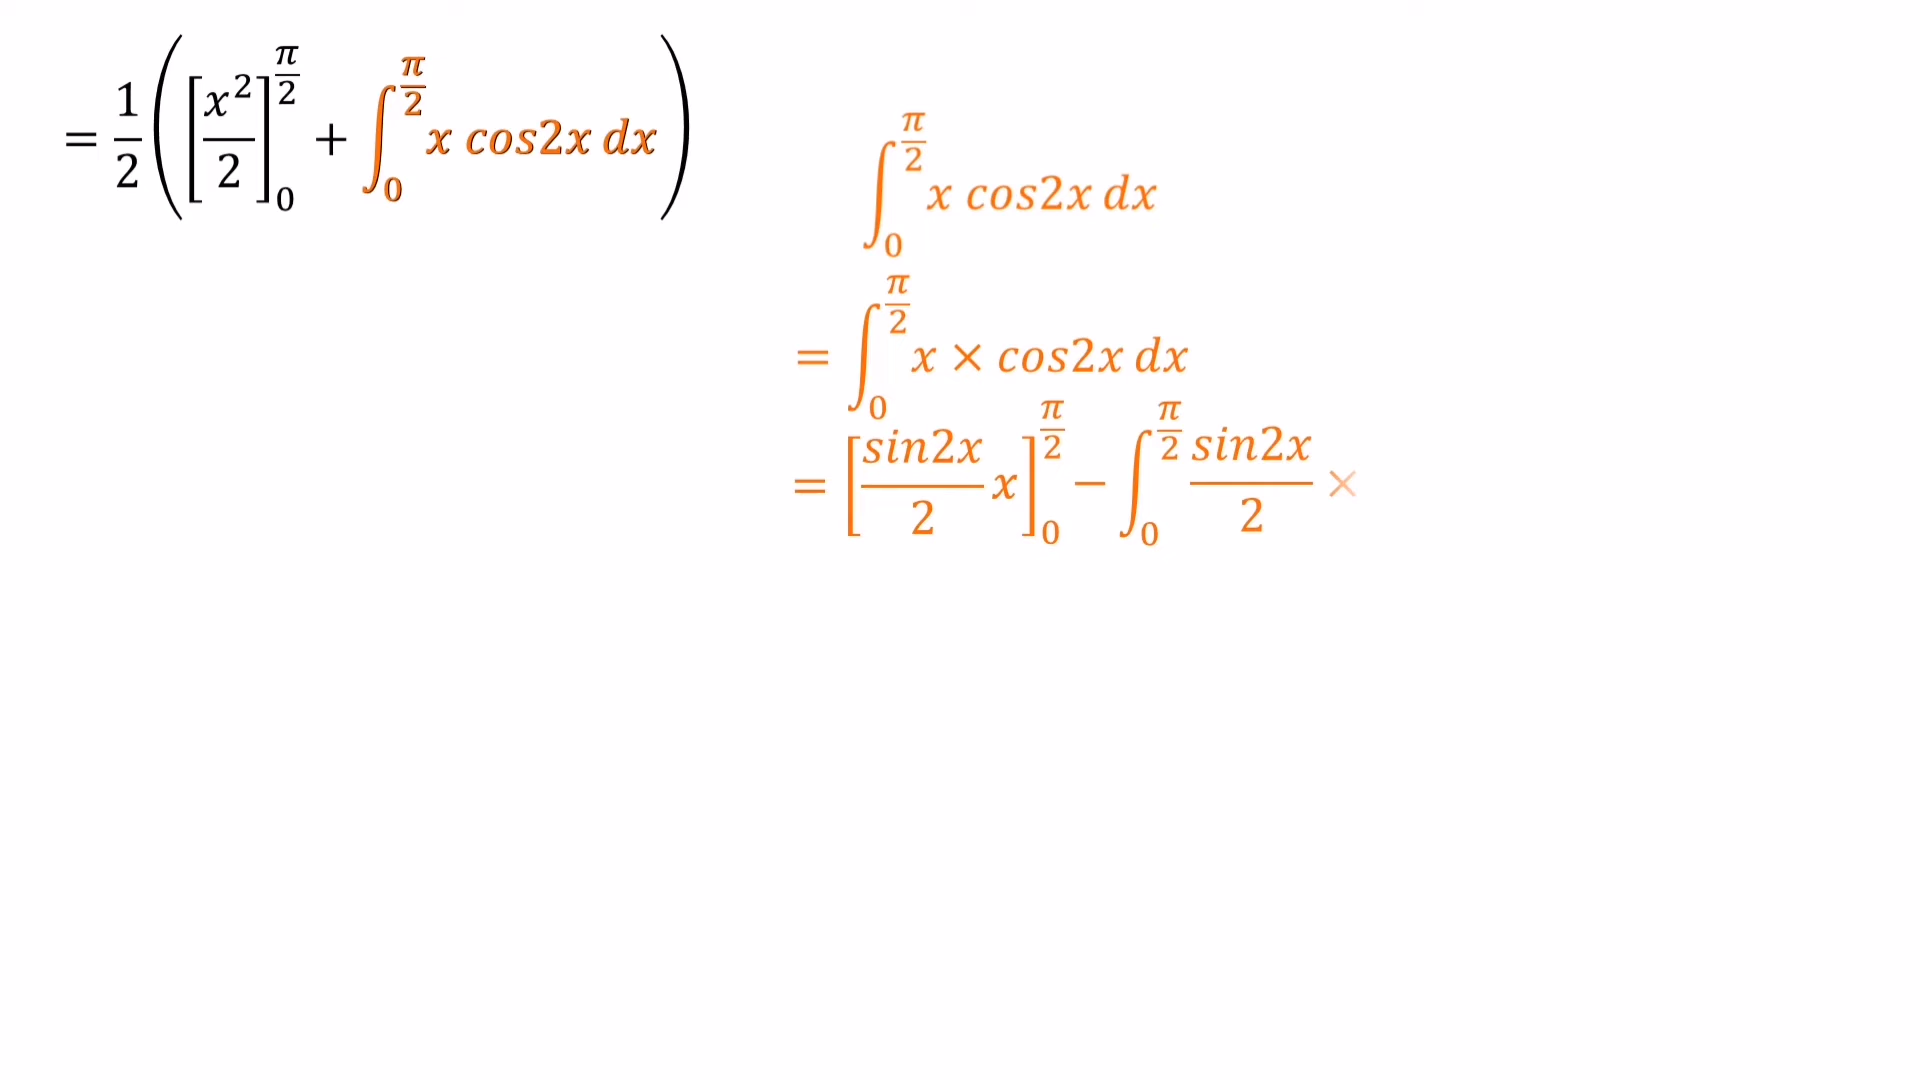 = 1/2 ( [x²/2]₀^(π/2) + ∫₀^(π/2) x cos2x dx )
∫₀^(π/2) x cos2x dx
= ∫₀^(π/2) x × cos2x dx
= [sin2x/2 x]₀^(π/2) − ∫₀^(π/2) sin2x/2 ×